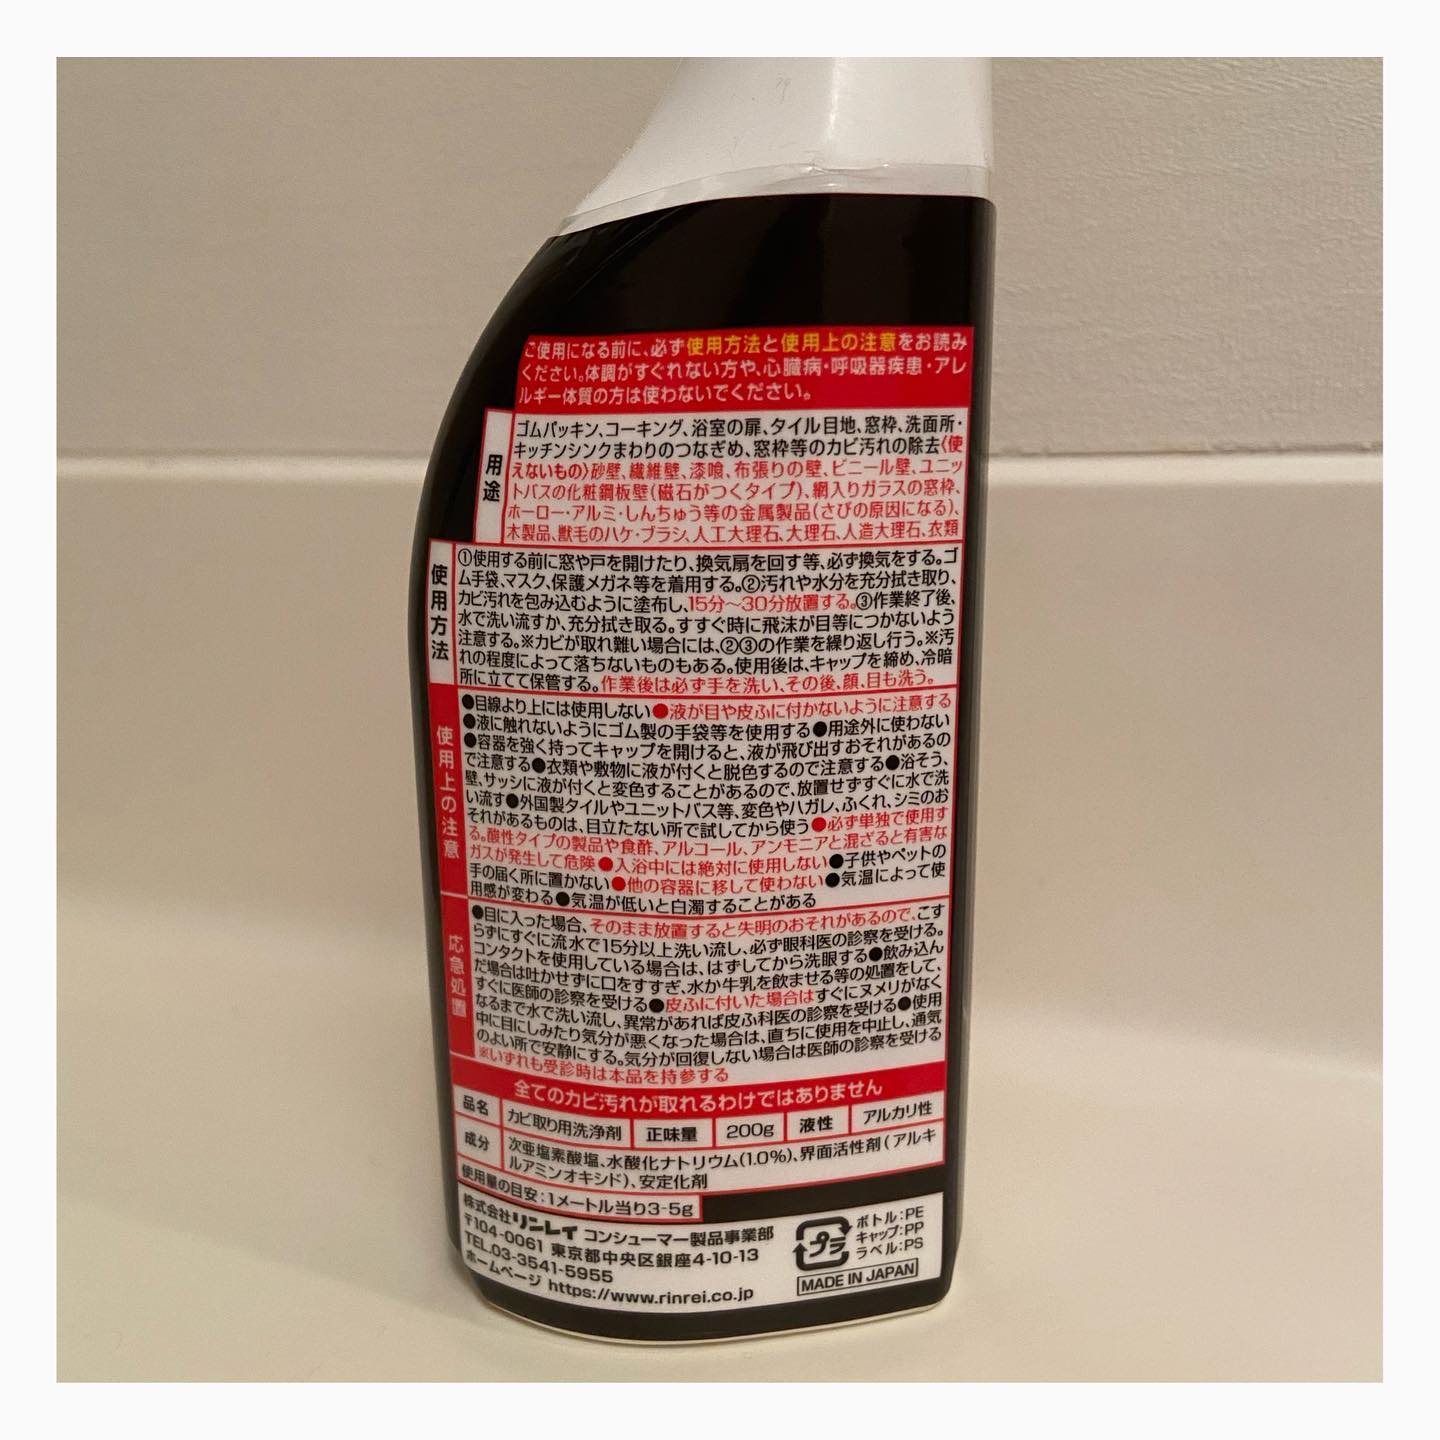 ご使用になる前に、必ず使用方法と使用上の注意をお読み
ください。体調がすぐれない方や、心臓病・呼吸器疾患・アレ
ルギー体質の方は使わないでください。
用途
ゴムパッキン、コーキング、浴室の扉、タイル目地、窓枠、洗面所・
キッチンシンクまわりのつなぎめ、窓枠等のカビ汚れの除去〈使
えないもの〉砂壁、繊維壁、漆喰、布張りの壁、ビニール壁、ユニッ
トバスの化粧鋼板壁(磁石がつくタイプ)、網入りガラスの窓枠、
ホーロー・アルミ・しんちゅう等の金属製品(さびの原因になる)、
木製品、獣毛のハケ・ブラシ、人工大理石、大理石、人造大理石、衣類
使用方法
①使用する前に窓や戸を開けたり、換気扇を回す等、必ず換気をする。ゴ
ム手袋、マスク、保護メガネ等を着用する。②汚れや水分を充分拭き取り、
カビ汚れを包み込むように塗布し、15分〜30分放置する。③作業終了後、
水で洗い流すか、充分拭き取る。すすぐ時に飛沫が目等につかないよう
注意する。※カビが取れ難い場合には、②③の作業を繰り返し行う。※汚
れの程度によって落ちないものもある。使用後は、キャップを締め、冷暗
所に立てて保管する。作業後は必ず手を洗い、その後、顔、目も洗う。
使用上の注意
●目線より上には使用しない●液が目や皮ふに付かないように注意する
●液に触れないようにゴム製の手袋等を使用する●用途外に使わない
●容器を強く持ってキャップを開けると、液が飛び出すおそれがあるの
で注意する●衣類や敷物に液が付くと脱色するので注意する●浴そう、
壁、サッシに液が付くと変色することがあるので、放置せずすぐに水で洗
い流す●外国製タイルやユニットバス等、変色やハガレ、ふくれ、シミのお
それがあるものは、目立たない所で試してから使う●必ず単独で使用す
る。酸性タイプの製品や食酢、アルコール、アンモニアと混ざると有害な
ガスが発生して危険●入浴中には絶対に使用しない●子供やペットの
手の届く所に置かない●他の容器に移して使わない●気温によって使
用感が変わる●気温が低いと白濁することがある
応急処置
●目に入った場合、そのまま放置すると失明のおそれがあるので、こす
らずにすぐに流水で15分以上洗い流し、必ず眼科医の診察を受ける。
コンタクトを使用している場合は、はずしてから洗眼する●飲み込ん
だ場合は吐かせずに口をすすぎ、水か牛乳を飲ませる等の処置をして、
すぐに医師の診察を受ける●皮ふに付いた場合はすぐにヌメリがなく
なるまで水で洗い流し、異常があれば皮ふ科医の診察を受ける●使用
中に目にしみたり気分が悪くなった場合は、直ちに使用を中止し、通気
のよい所で安静にする。気分が回復しない場合は医師の診察を受ける
※いずれも受診時は本品を持参する
全てのカビ汚れが取れるわけではありません
品名 カビ取り用洗浄剤 正味量 200g 液性 アルカリ性
成分 次亜塩素酸塩、水酸化ナトリウム(1.0%)、界面活性剤(アルキ
ルアミンオキシド)、安定化剤
使用量の目安:1メートル当り3-5g
株式会社リンレイ コンシューマー製品事業部
〒104-0061 東京都中央区銀座4-10-13
TEL.03-3541-5955
ホームページ https://www.rinrei.co.jp
プラ
ボトル:PE
キャップ:PP
ラベル:PS
MADE IN JAPAN